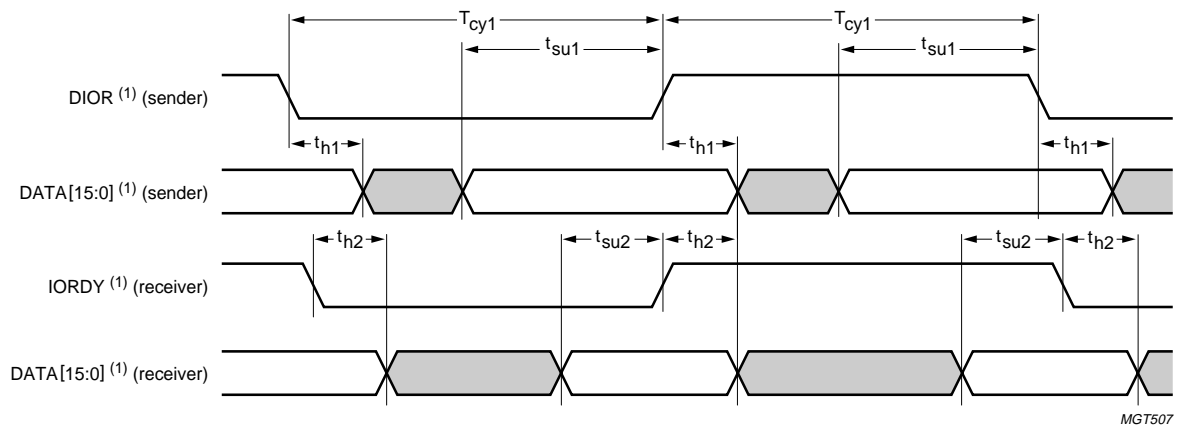 Tcy1 Tcy1
tsu1 tsu1
DIOR (1) (sender)
th1 th1 th1
DATA[15:0] (1) (sender)
th2 tsu2 th2 tsu2 th2
IORDY (1) (receiver)
DATA[15:0] (1) (receiver)
MGT507